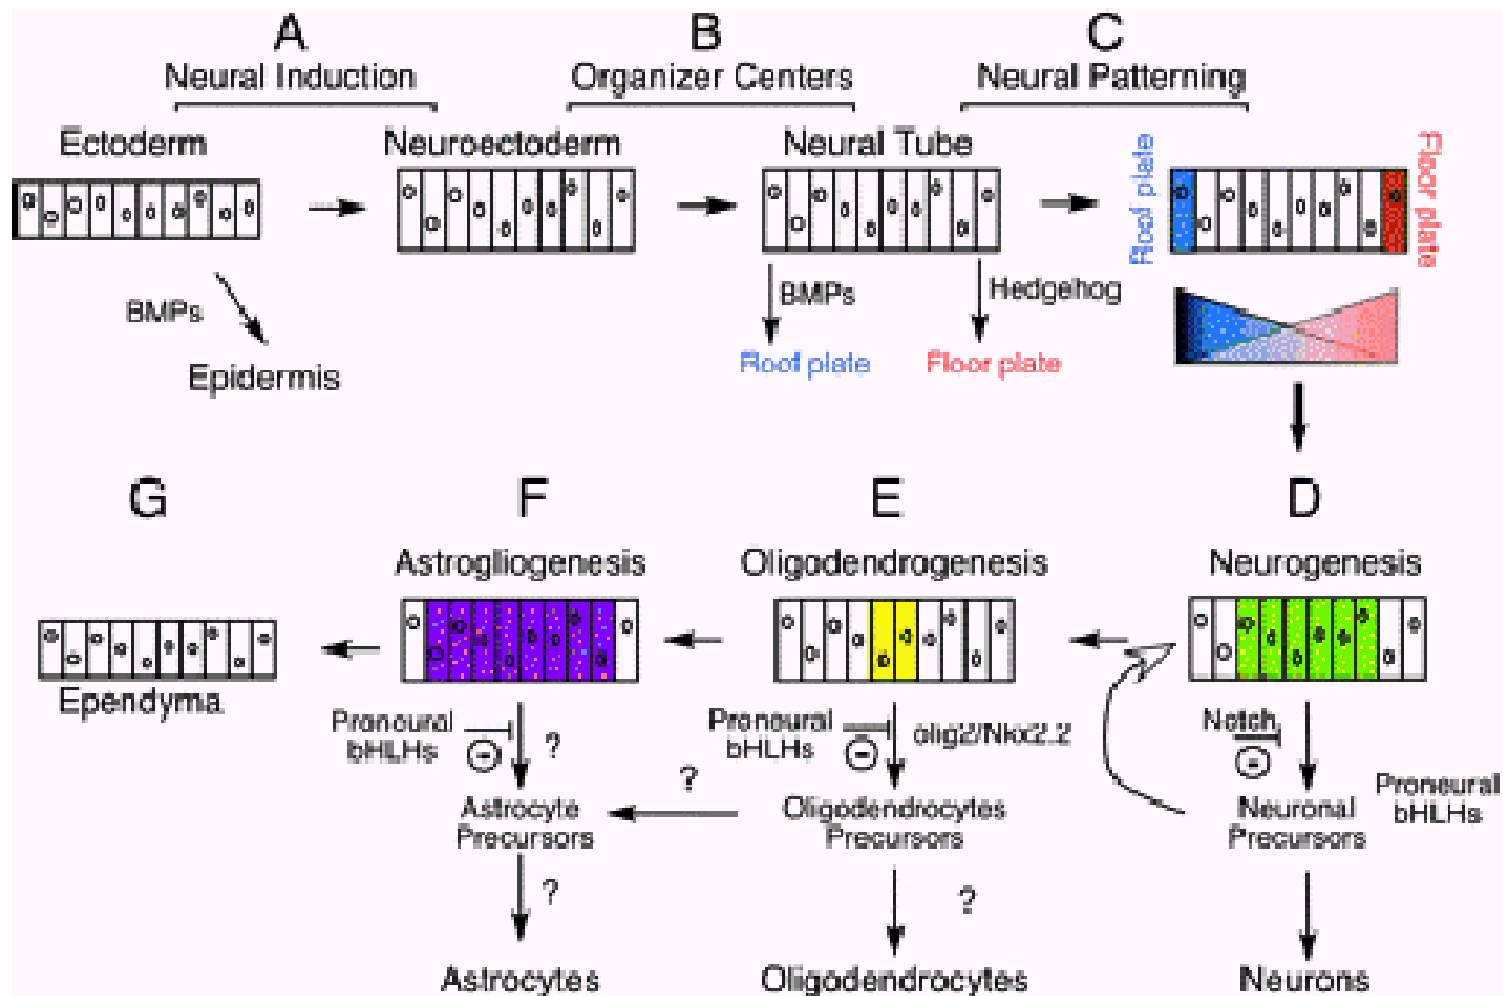 A
B
C
Neural Induction
Organizer Centers
Neural Patterning
Ectoderm
Neuroectoderm
Neural Tube
Roof plate
Floor plate
BMPs
BMPs
Hedgehog
Epidermis
Roof plate
Floor plate
G
F
E
D
Astrogliogenesis
Oligodendrogenesis
Neurogenesis
Ependyma
Proneural
bHLHs
?
Proneural
bHLHs
olig2/Nkx2.2
Notch
?
Astrocyte
Precursors
Oligodendrocytes
Precursors
Neuronal
Precursors
Proneural
bHLHs
?
?
Astrocytes
Oligodendrocytes
Neurons